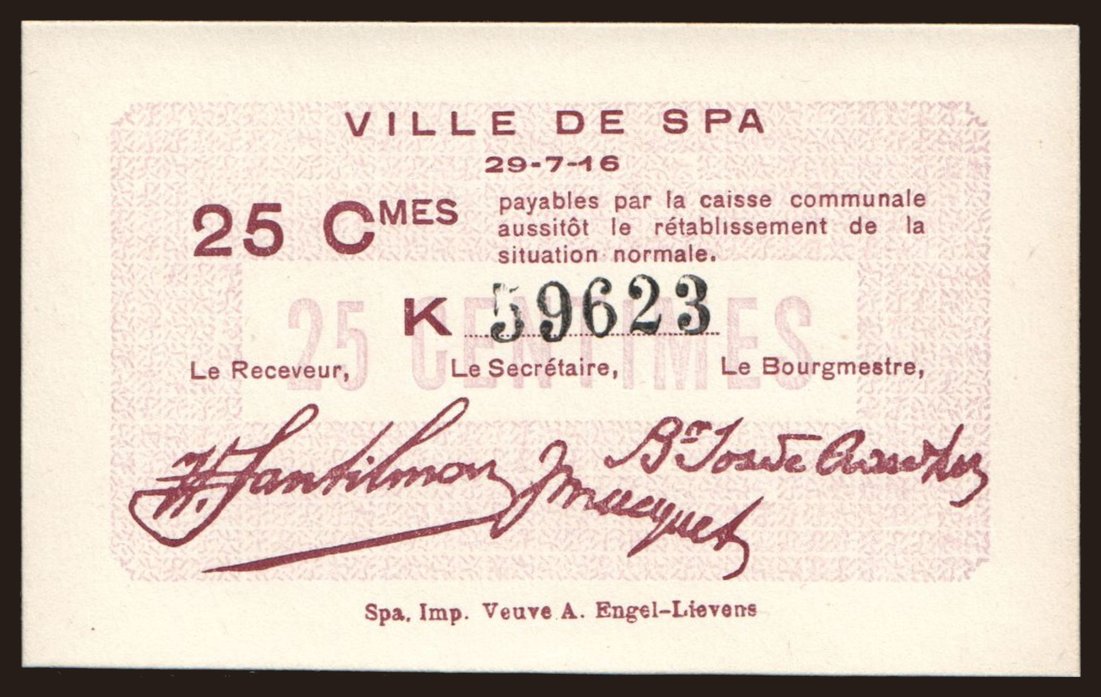 VILLE DE SPA
29-7-16
25 CMES
payables par la caisse communale
aussitôt le rétablissement de la
situation normale.
25 CENTIMES
K 59623
Le Receveur, Le Secrétaire, Le Bourgmestre,
Spa, Imp. Veuve A. Engel-Lievens